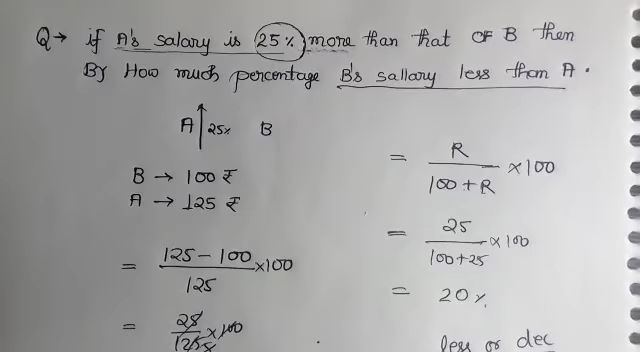 Q→ if A's salary is 25% more than that OF B then
By How much percentage B's sallary less than A.
A ↑ 25% B
B → 100 ₹
A → 125 ₹
= 125 - 100 / 125 × 100
= 25 / 125 × 100
= R / 100 + R × 100
= 25 / 100 + 25 × 100
= 20%
less or dec